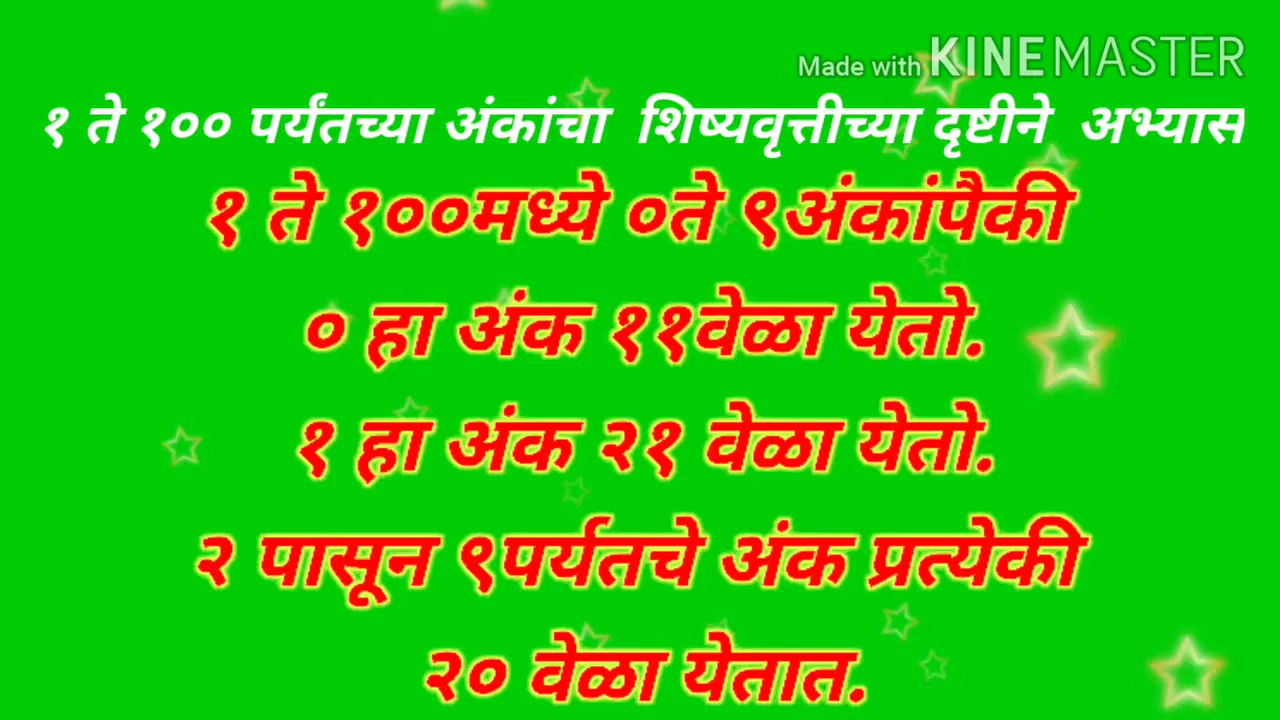 Made with KINEMASTER
१ ते १०० पर्यंतच्या अंकांचा शिष्यवृत्तीच्या दृष्टीने अभ्यास
१ ते १००मध्ये ०ते ९अंकांपैकी
० हा अंक ११वेळा येतो.
१ हा अंक २१ वेळा येतो.
२ पासून ९पर्यतचे अंक प्रत्येकी
२० वेळा येतात.